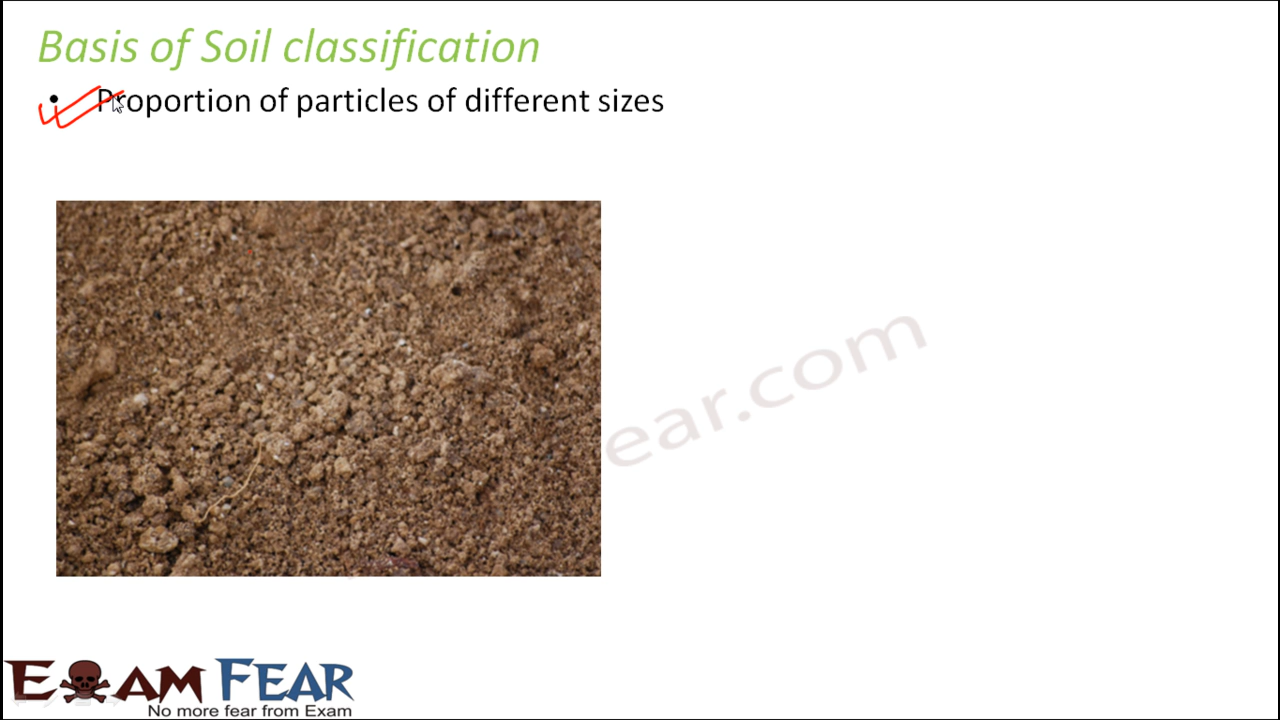 Basis of Soil classification
• Proportion of particles of different sizes
ear.com
EXAM FEAR
No more fear from Exam